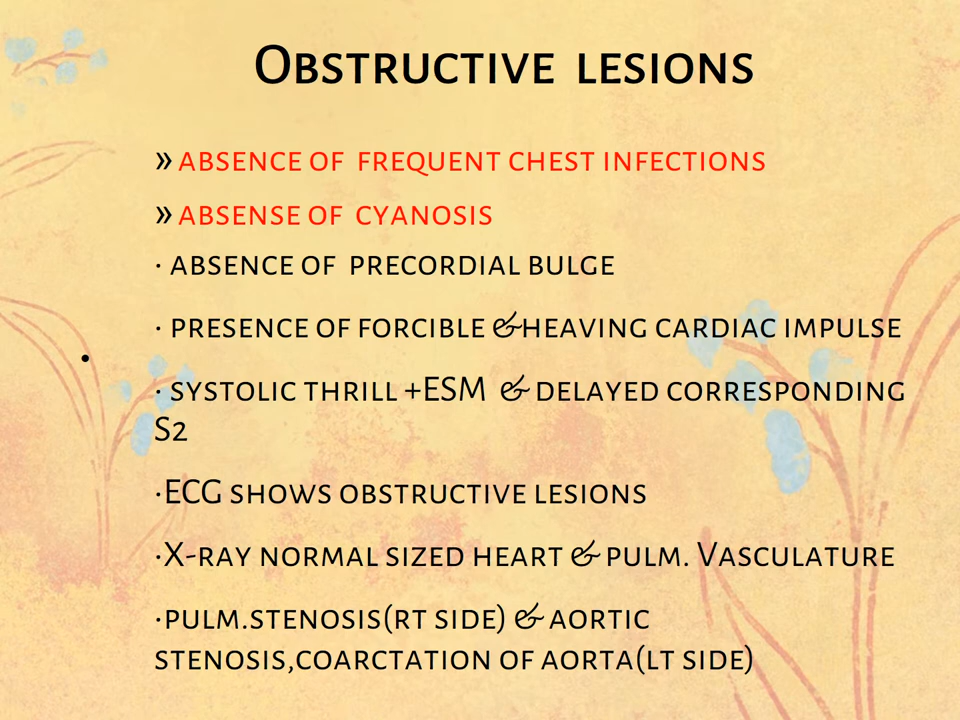 Obstructive lesions
» absence of frequent chest infections
» absense of cyanosis
· absence of precordial bulge
· presence of forcible &heaving cardiac impulse
•
· systolic thrill +ESM & delayed corresponding
S2
·ECG shows obstructive lesions
·X-ray normal sized heart & pulm. Vasculature
·pulm.stenosis(rt side) & aortic
stenosis,coarctation of aorta(lt side)